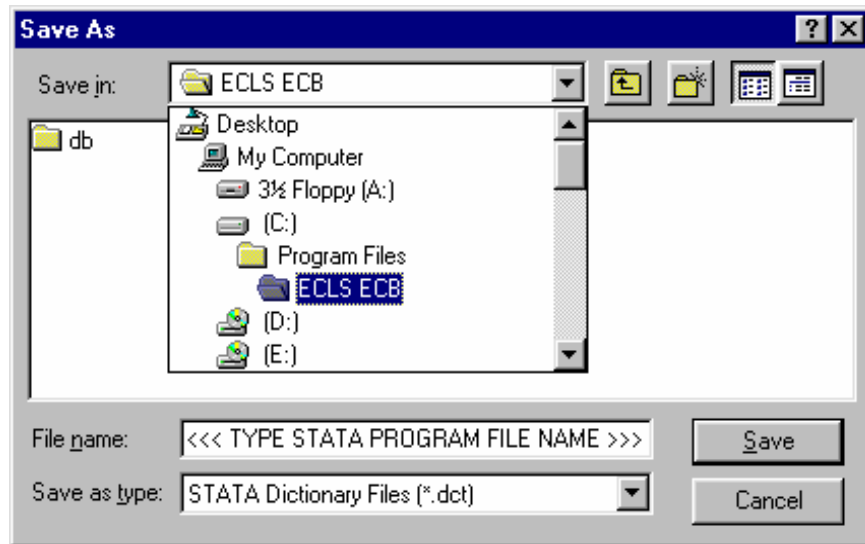 Save As
Save in:
ECLS ECB
db
Desktop
My Computer
3½ Floppy (A:)
(C:)
Program Files
ECLS ECB
(D:)
(E:)
File name:
<<< TYPE STATA PROGRAM FILE NAME >>>
Save
Save as type:
STATA Dictionary Files (*.dct)
Cancel